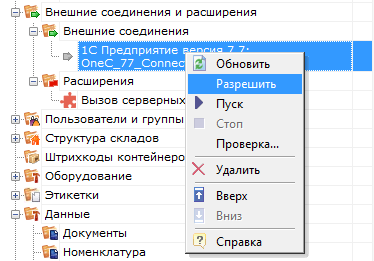 Внешние соединения и расширения
Внешние соединения
1С Предприятие версия 7.7:
OneC_77_Connec
Расширения
Вызов серверных
Пользователи и группы
Структура складов
Штрихкоды контейнеро
Оборудование
Этикетки
Данные
Документы
Номенклатура
Обновить
Разрешить
Пуск
Стоп
Проверка...
Удалить
Вверх
Вниз
Справка